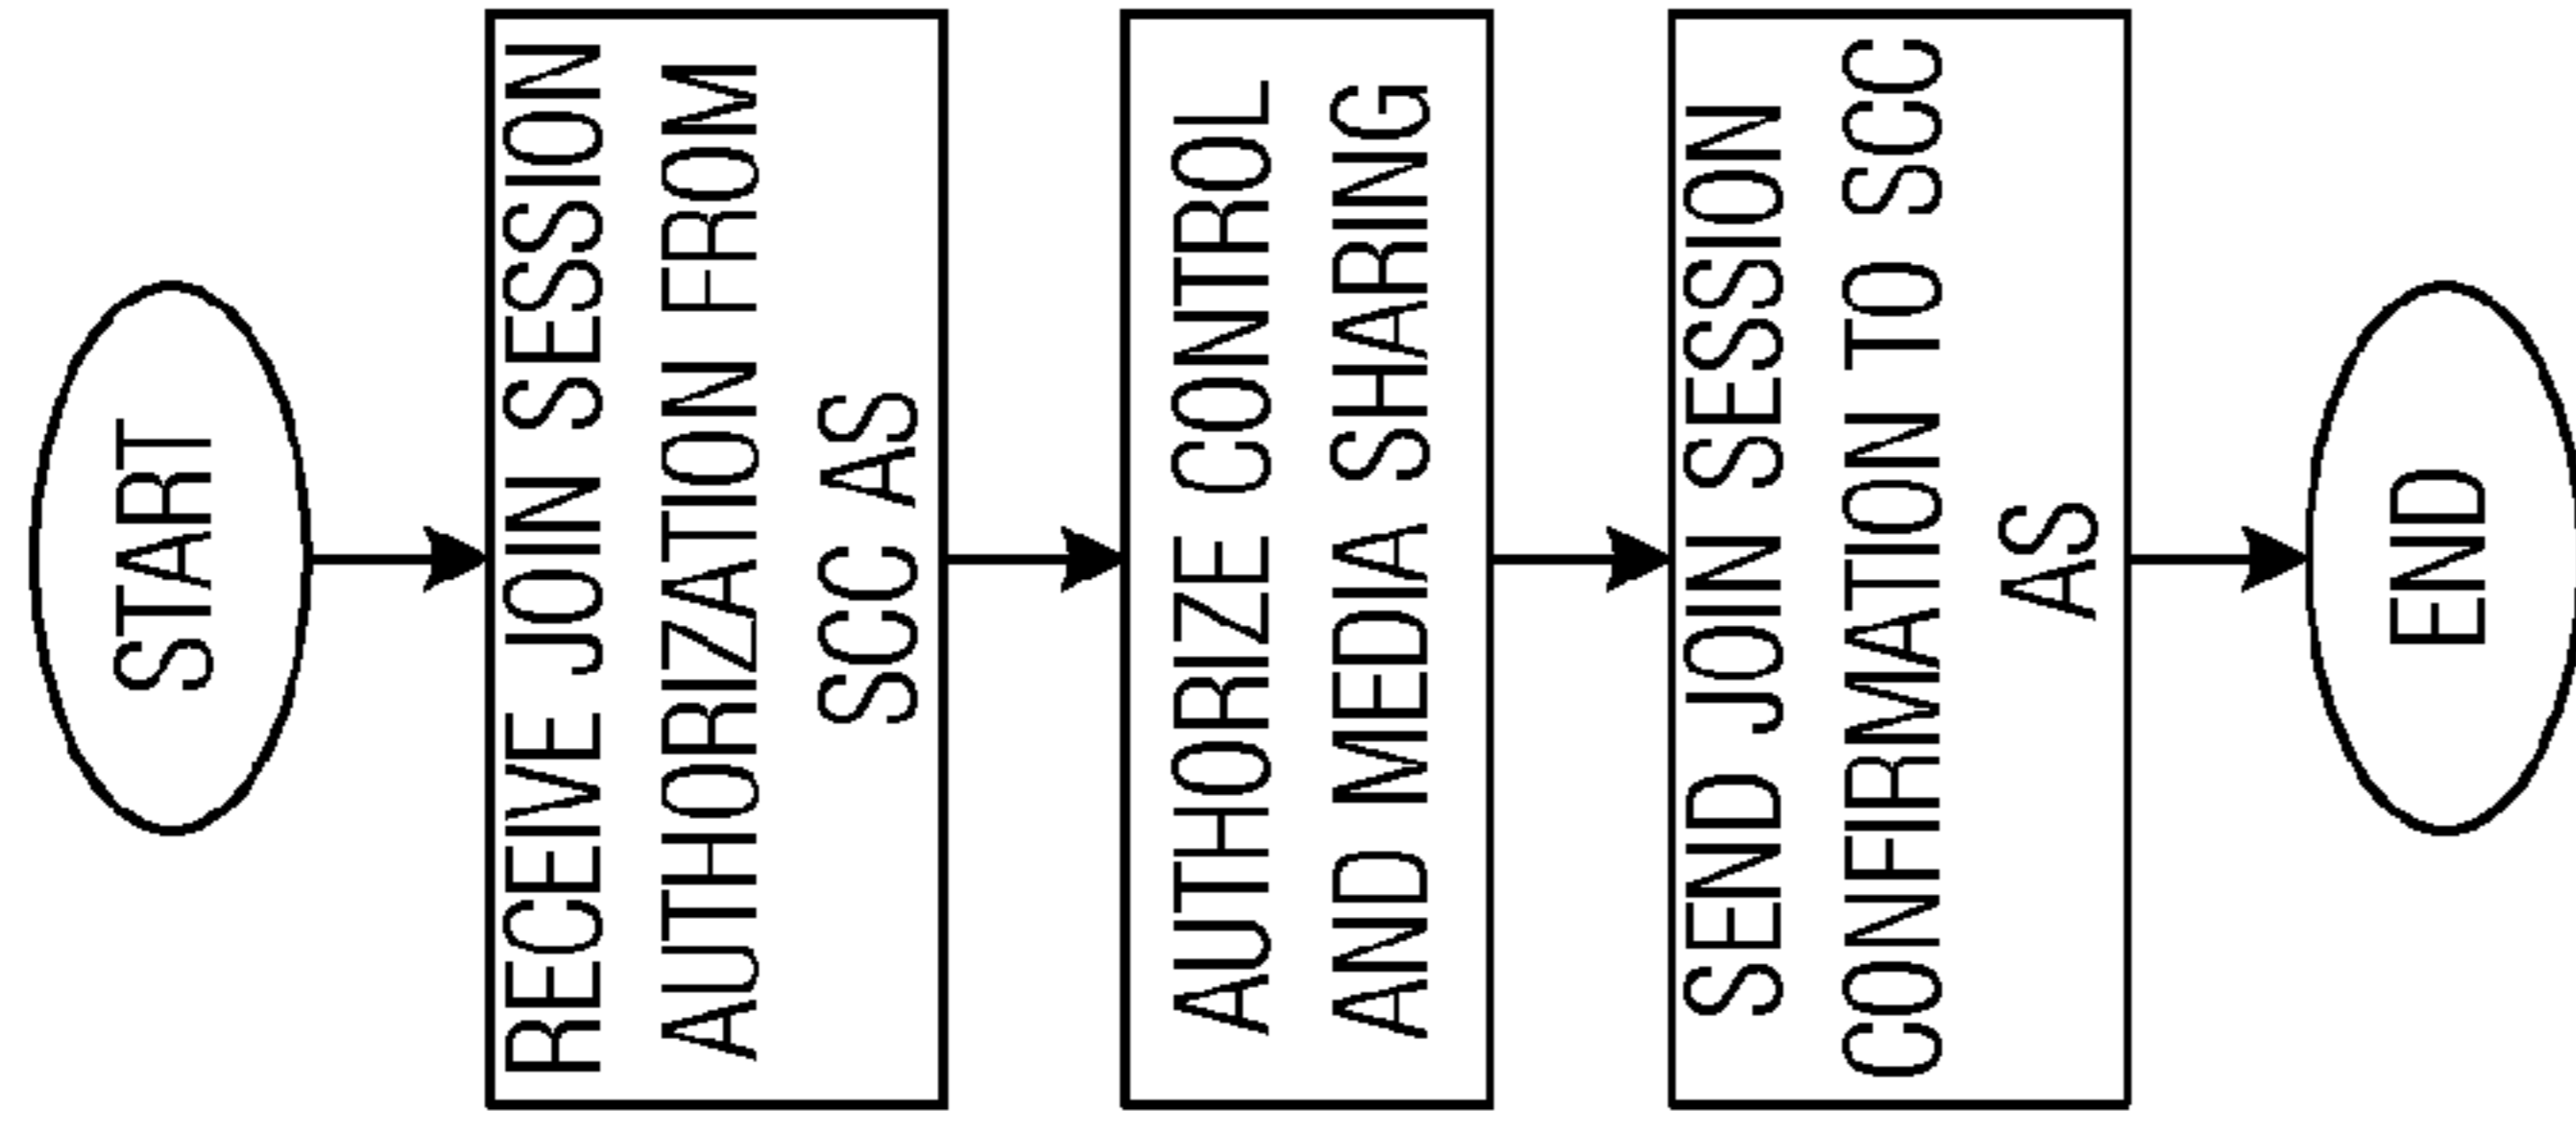 START
RECEIVE JOIN SESSION
AUTHORIZATION FROM
SCC AS
AUTHORIZE CONTROL
AND MEDIA SHARING
SEND JOIN SESSION
CONFIRMATION TO SCC
AS
END